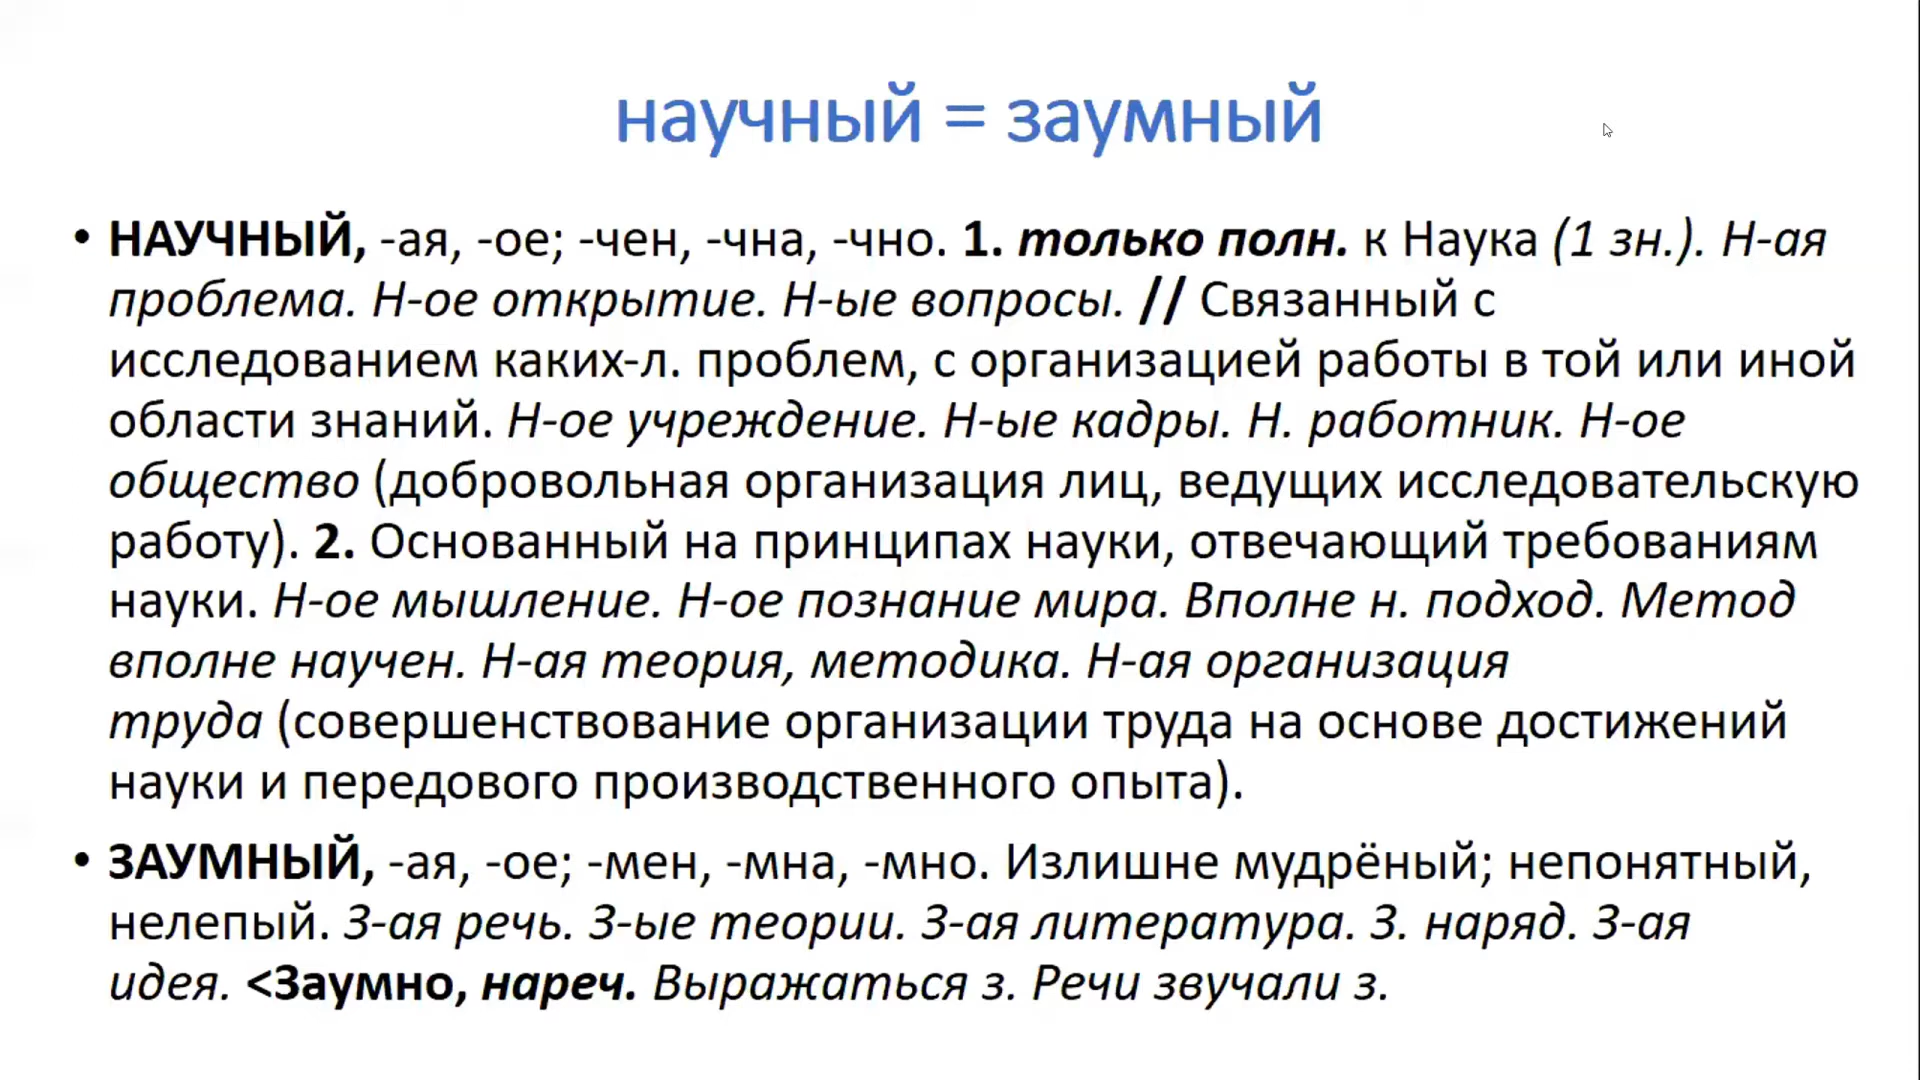 научный = заумный
• НАУЧНЫЙ, -ая, -ое; -чен, -чна, -чно. 1. только полн. к Наука (1 зн.). Н-ая
проблема. Н-ое открытие. Н-ые вопросы. // Связанный с
исследованием каких-л. проблем, с организацией работы в той или иной
области знаний. Н-ое учреждение. Н-ые кадры. Н. работник. Н-ое
общество (добровольная организация лиц, ведущих исследовательскую
работу). 2. Основанный на принципах науки, отвечающий требованиям
науки. Н-ое мышление. Н-ое познание мира. Вполне н. подход. Метод
вполне научен. Н-ая теория, методика. Н-ая организация
труда (совершенствование организации труда на основе достижений
науки и передового производственного опыта).
• ЗАУМНЫЙ, -ая, -ое; -мен, -мна, -мно. Излишне мудрёный; непонятный,
нелепый. З-ая речь. З-ые теории. З-ая литература. З. наряд. З-ая
идея. <Заумно, нареч. Выражаться з. Речи звучали з.